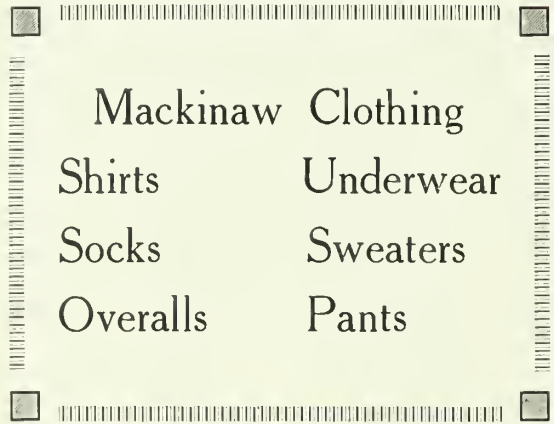 Mackinaw Clothing
Shirts Underwear
Socks Sweaters
Overalls Pants